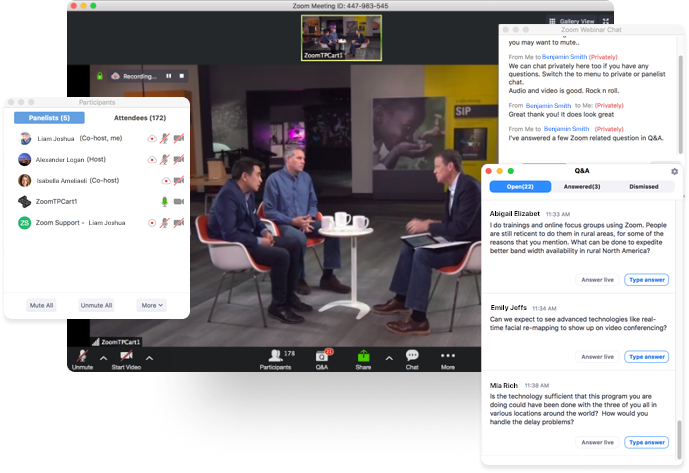 Zoom Meeting ID: 447-983-545
Gallery View
ZoomTPCart1
Recording...
SIP
ZoomTPCart1
Unmute
Start Video
178
Participants
21
Q&A
Share
Chat
More
Participants
Panelists (5)
Attendees (172)
Liam Joshua (Co-host, me)
Alexander Logan (Host)
Isabella Ameliaeli (Co-host)
ZoomTPCart1
ZS
Zoom Support - Liam Joshua
Mute All
Unmute All
More
Zoom Webinar Chat
you may want to mute..
From Me to Benjamin Smith (Privately)
We can chat privately here too if you have any
questions. Switch the to menu to private or panelist
chat.
Audio and video is good. Rock n roll.
From Benjamin Smith to Me: (Privately)
Great thank you! It does look great
From Me to Benjamin Smith (Privately)
I've answered a few Zoom related question in Q&A.
Q&A
Open(22)
Answered(3)
Dismissed
Abigail Elizabet 11:33 AM
I do trainings and online focus groups using Zoom. People
are still reticent to do them in rural areas, for some of the
reasons that you mention. What can be done to expedite
better band width availability in rural North America?
Answer live
Type answer
Emily Jeffs 11:34 AM
Can we expect to see advanced technologies like real-
time facial re-mapping to show up on video conferencing?
Answer live
Type answer
Mia Rich 11:38 AM
Is the technology sufficient that this program you are
doing could have been done with the three of you all in
various locations around the world? How would you
handle the delay problems?
Answer live
Type answer